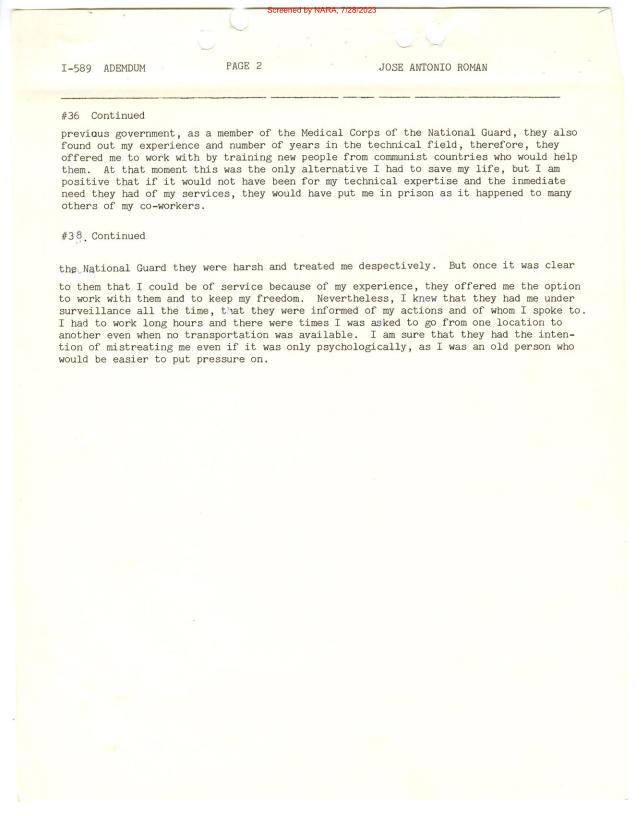 Screened by NARA, 7/28/2023
I-589 ADEMDUM PAGE 2 JOSE ANTONIO ROMAN
#36 Continued
previous government, as a member of the Medical Corps of the National Guard, they also
found out my experience and number of years in the technical field, therefore, they
offered me to work with by training new people from communist countries who would help
them. At that moment this was the only alternative I had to save my life, but I am
positive that if it would not have been for my technical expertise and the inmediate
need they had of my services, they would have put me in prison as it happened to many
others of my co-workers.
#38. Continued
the National Guard they were harsh and treated me despectively. But once it was clear
to them that I could be of service because of my experience, they offered me the option
to work with them and to keep my freedom. Nevertheless, I knew that they had me under
surveillance all the time, that they were informed of my actions and of whom I spoke to.
I had to work long hours and there were times I was asked to go from one location to
another even when no transportation was available. I am sure that they had the inten-
tion of mistreating me even if it was only psychologically, as I was an old person who
would be easier to put pressure on.